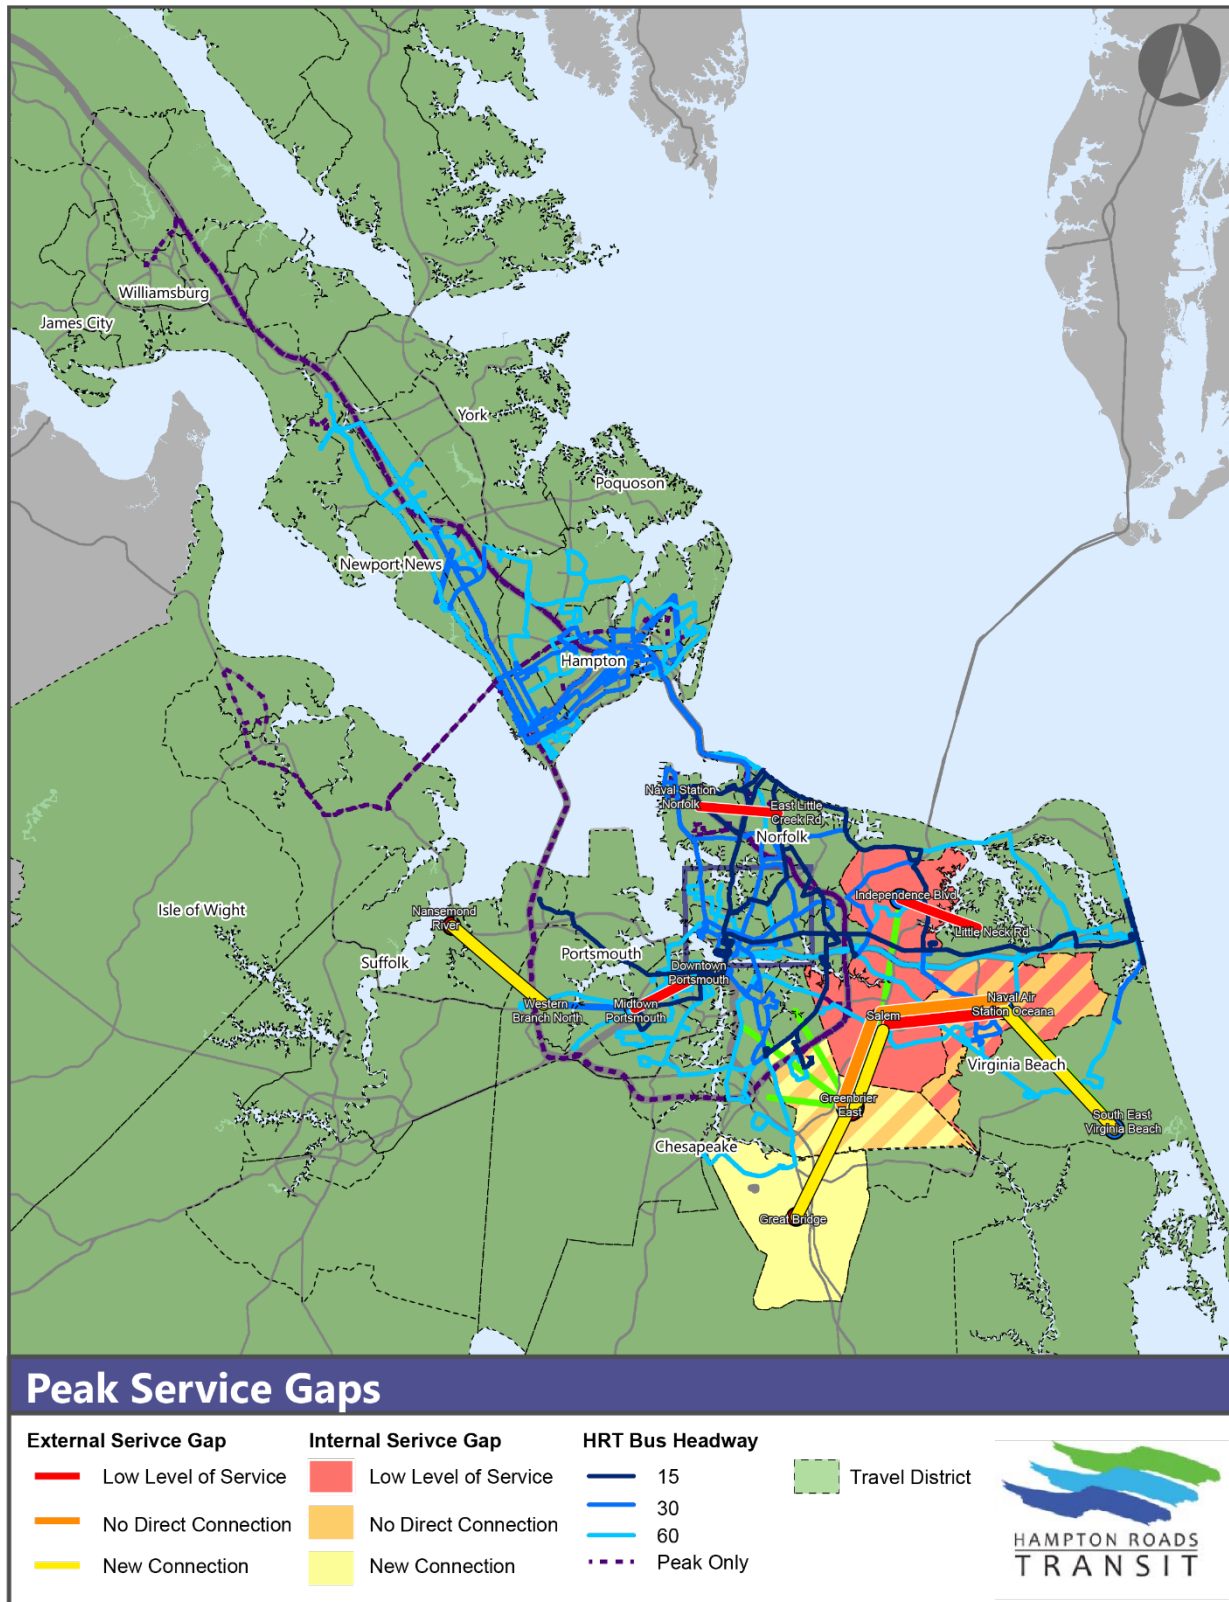 Williamsburg
James City
York
Poquoson
Newport News
Hampton
Naval Station
Norfolk
East Little
Creek Rd
Norfolk
Isle of Wight
Nansemond
River
Independence Blvd
Little Neck Rd
Suffolk
Portsmouth
Downtown
Portsmouth
Western
Branch North
Midtown
Portsmouth
Salem
Naval Air
Station Oceana
Virginia Beach
Greenbrier
East
South East
Virginia Beach
Chesapeake
Great Bridge
Peak Service Gaps
External Serivce Gap
Low Level of Service
No Direct Connection
New Connection
Internal Serivce Gap
Low Level of Service
No Direct Connection
New Connection
HRT Bus Headway
15
30
60
Peak Only
Travel District
HAMPTON ROADS
TRANSIT